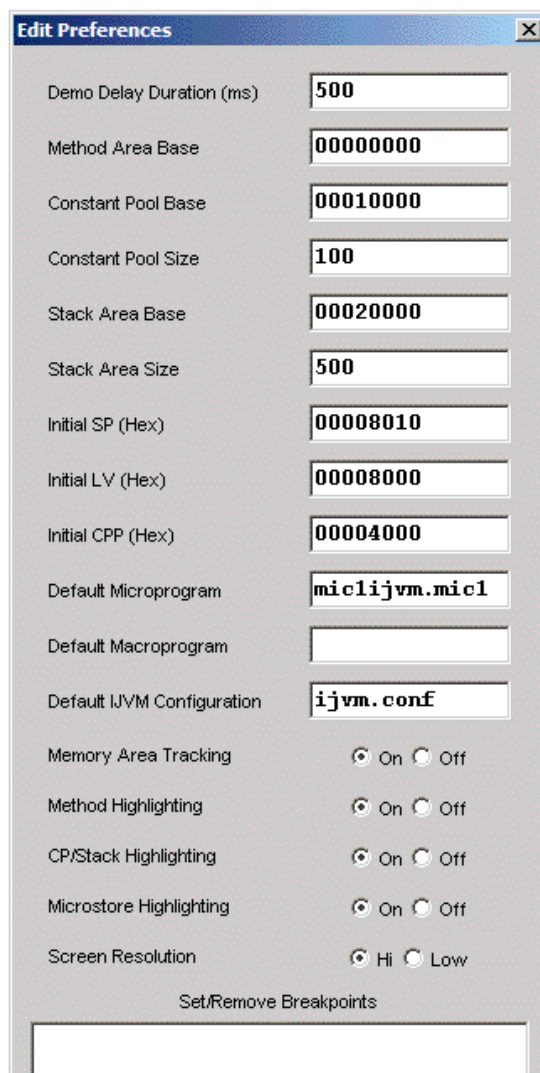 Edit Preferences
Demo Delay Duration (ms) 500
Method Area Base 00000000
Constant Pool Base 00010000
Constant Pool Size 100
Stack Area Base 00020000
Stack Area Size 500
Initial SP (Hex) 00008010
Initial LV (Hex) 00008000
Initial CPP (Hex) 00004000
Default Microprogram mic1ijvm.mic1
Default Macroprogram
Default IJVM Configuration ijvm.conf
Memory Area Tracking On Off
Method Highlighting On Off
CP/Stack Highlighting On Off
Microstore Highlighting On Off
Screen Resolution Hi Low
Set/Remove Breakpoints